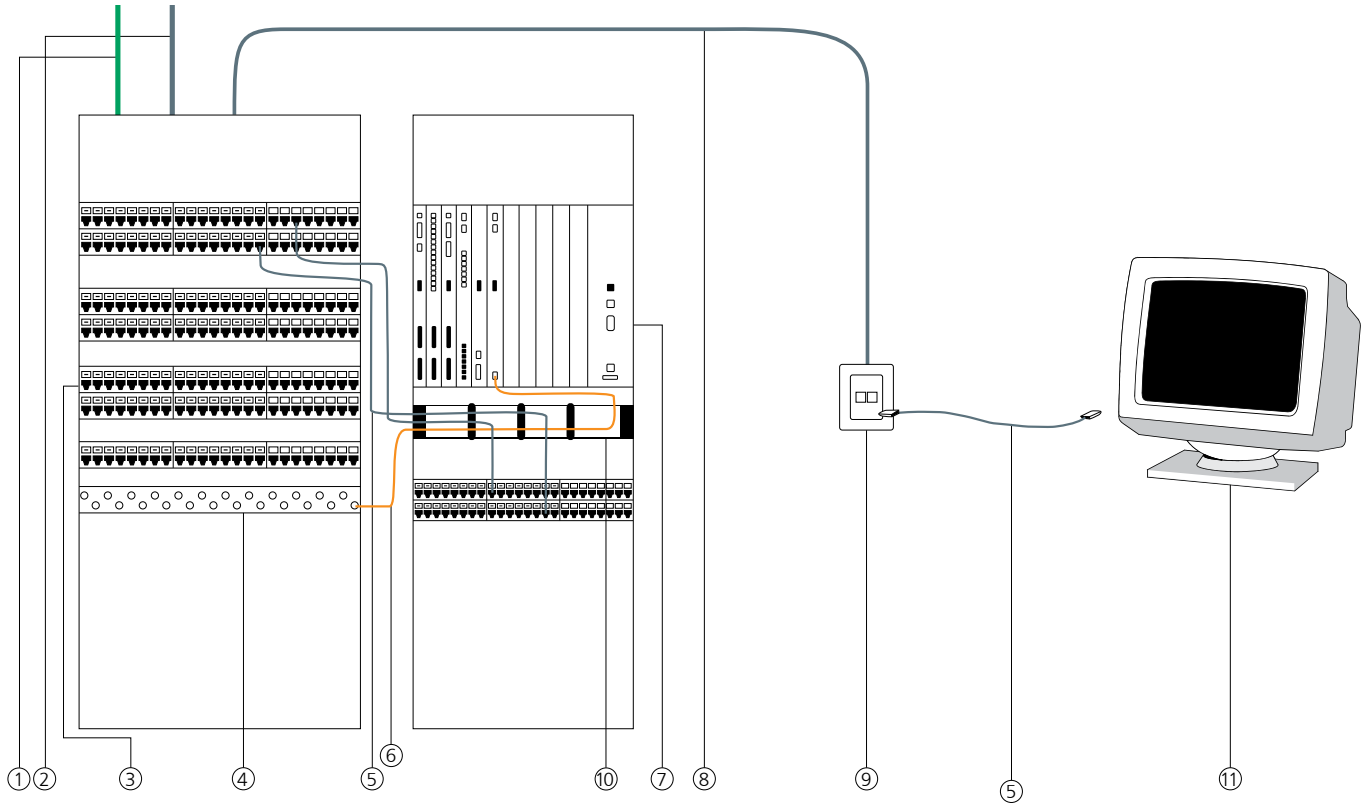 ⑥
① ② ③ ④ ⑤ ⑩ ⑦ ⑧ ⑨ ⑤ ⑪